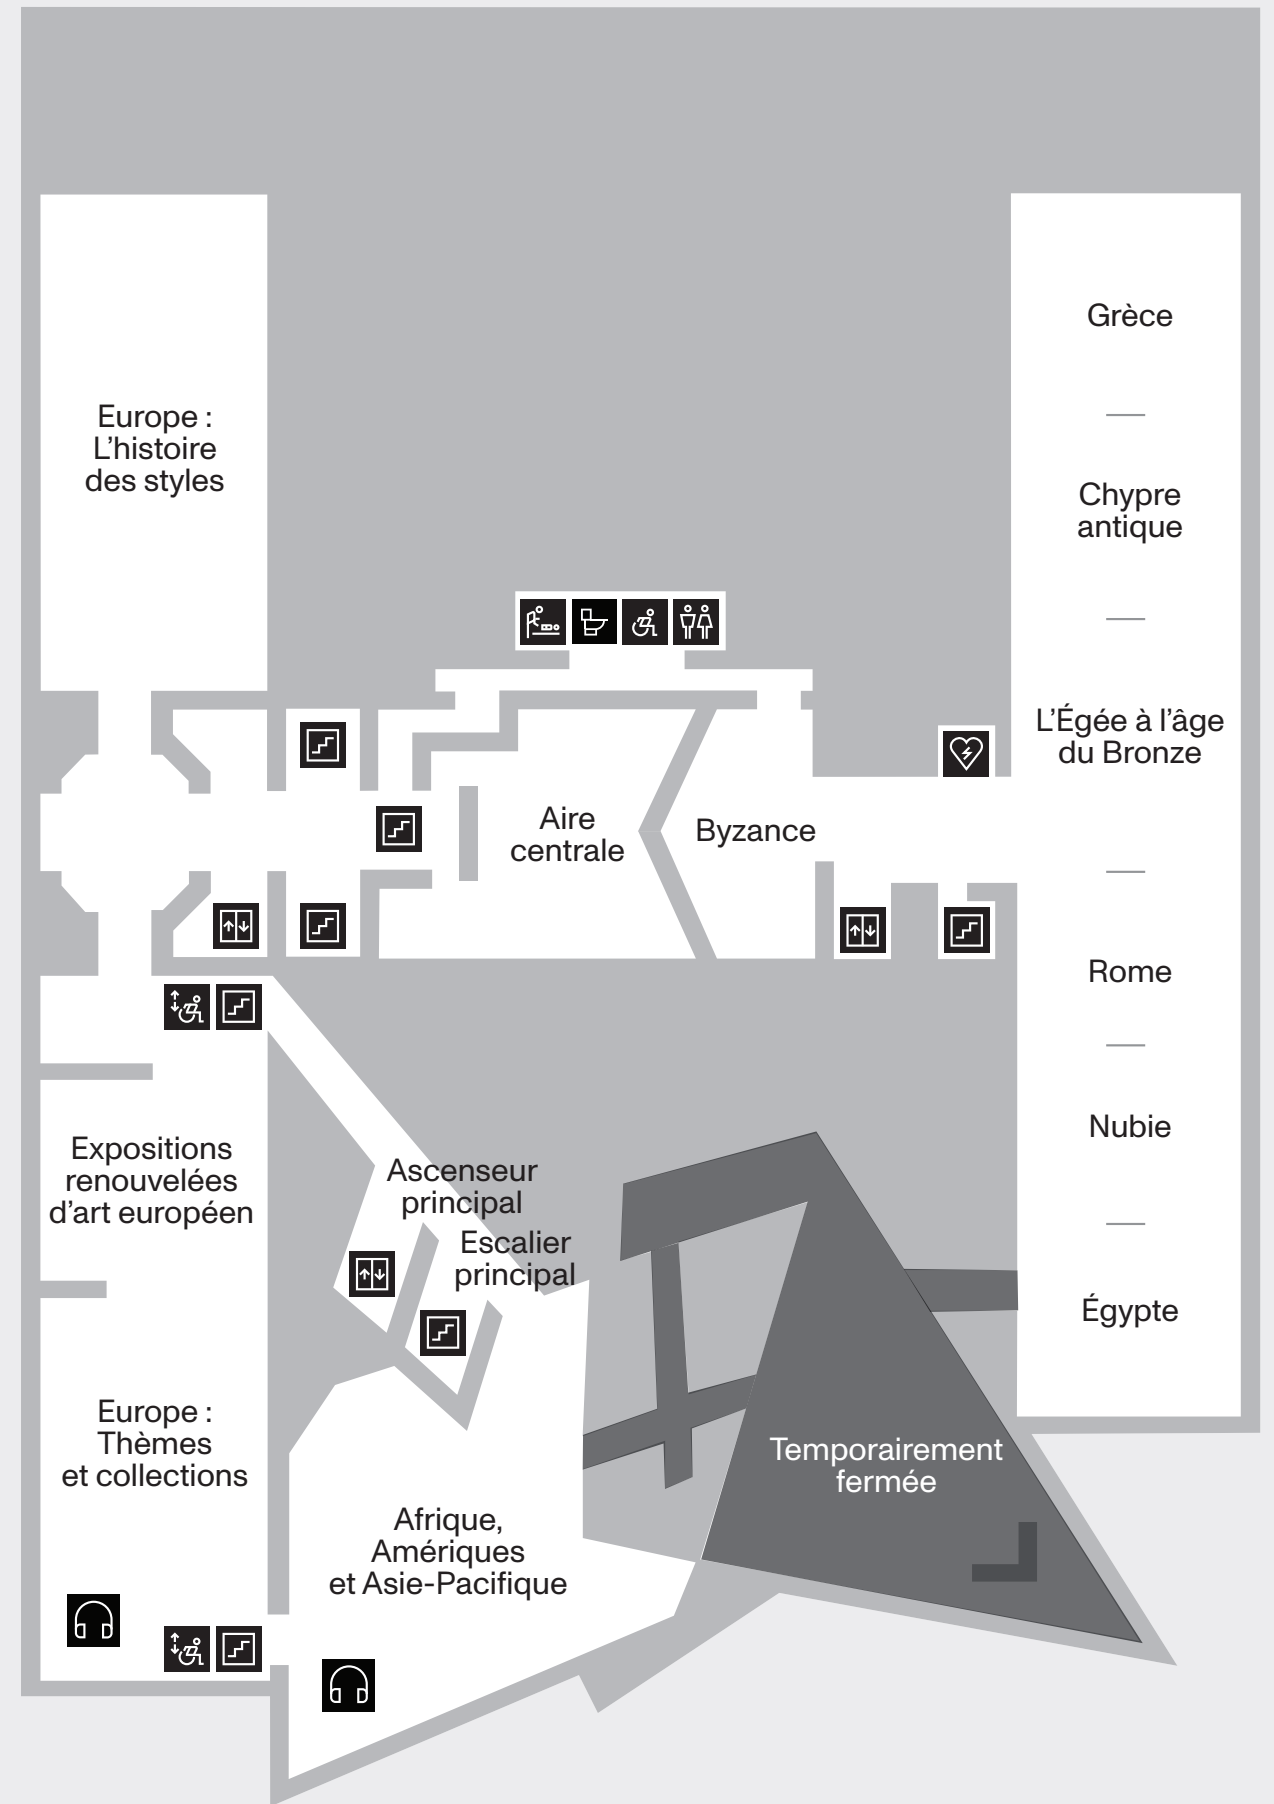 Grèce
Europe :
L’histoire
des styles
Chypre
antique
L’Égée à l’âge
du Bronze
Aire
centrale
Byzance
Rome
Nubie
Expositions
renouvelées
d’art européen
Ascenseur
principal
Escalier
principal
Égypte
Europe :
Thèmes
et collections
Temporairement
fermée
Afrique,
Amériques
et Asie-Pacifique